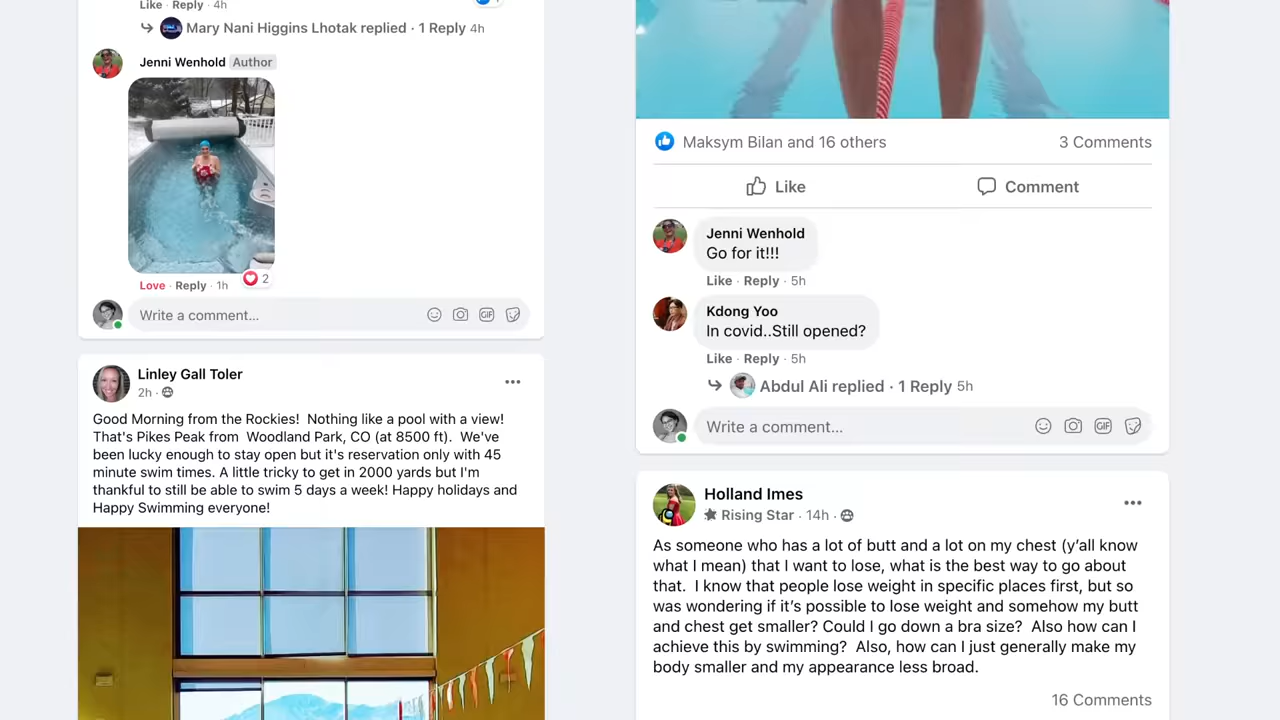 Like · Reply · 4h
Mary Nani Higgins Lhotak replied · 1 Reply 4h
Jenni Wenhold Author
Love · Reply · 1h
2
Write a comment...
GIF
Linley Gall Toler
2h ·
Good Morning from the Rockies! Nothing like a pool with a view!
That's Pikes Peak from Woodland Park, CO (at 8500 ft). We've
been lucky enough to stay open but it's reservation only with 45
minute swim times. A little tricky to get in 2000 yards but I'm
thankful to still be able to swim 5 days a week! Happy holidays and
Happy Swimming everyone!
Maksym Bilan and 16 others
3 Comments
Like
Comment
Jenni Wenhold
Go for it!!!
Like · Reply · 5h
Kdong Yoo
In covid..Still opened?
Like · Reply · 5h
Abdul Ali replied · 1 Reply 5h
Write a comment...
GIF
Holland Imes
Rising Star · 14h ·
As someone who has a lot of butt and a lot on my chest (y’all know
what I mean) that I want to lose, what is the best way to go about
that. I know that people lose weight in specific places first, but so
was wondering if it’s possible to lose weight and somehow my butt
and chest get smaller? Could I go down a bra size? Also how can I
achieve this by swimming? Also, how can I just generally make my
body smaller and my appearance less broad.
16 Comments